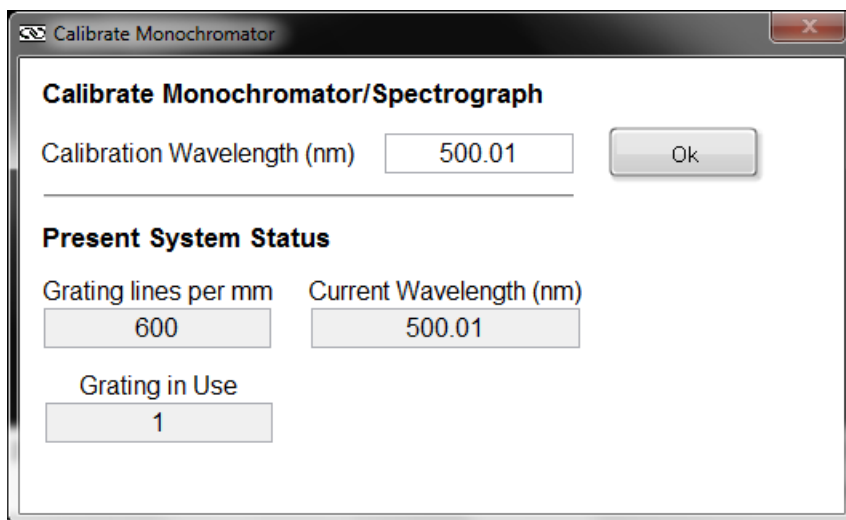 Calibrate Monochromator
Calibrate Monochromator/Spectrograph
Calibration Wavelength (nm) 500.01 Ok
Present System Status
Grating lines per mm Current Wavelength (nm)
600 500.01
Grating in Use
1